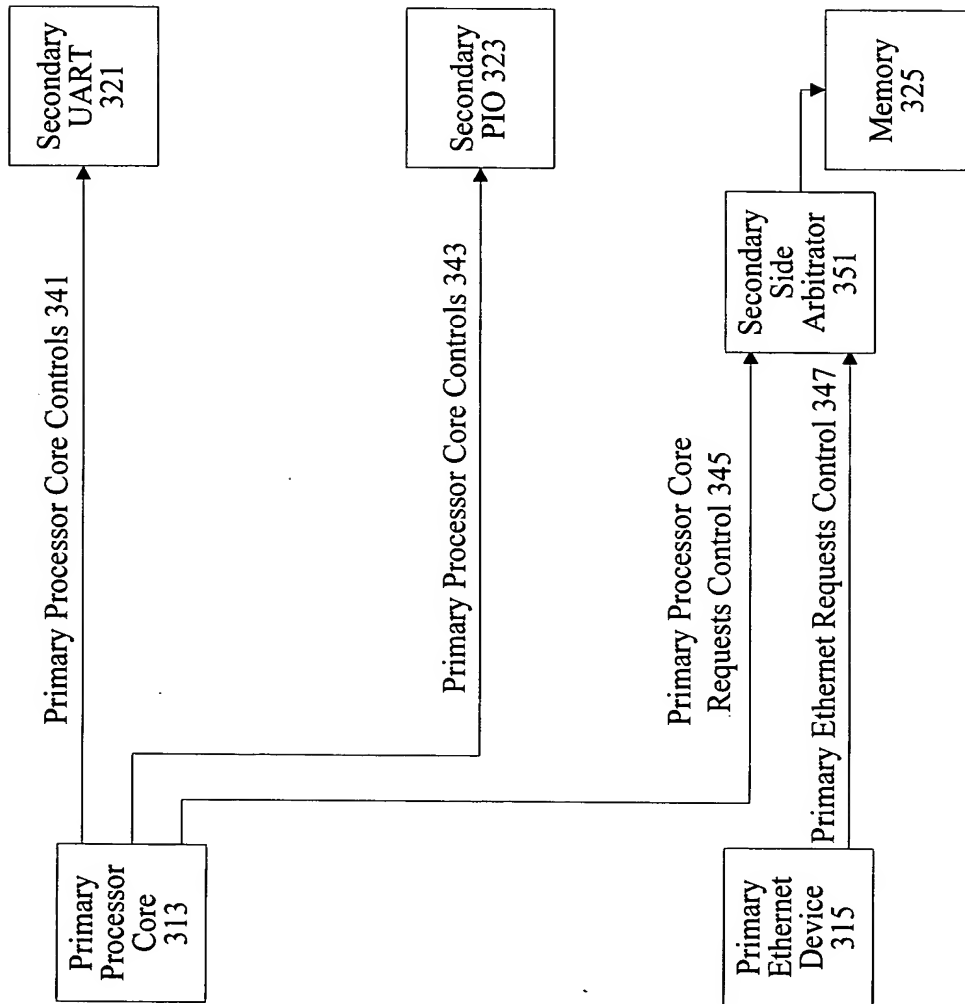 Primary
Processor
Core
313
Primary
Ethernet
Device
315
Primary Processor Core Controls 341
Primary Processor Core Controls 343
Primary Processor Core
Requests Control 345
Primary Ethernet Requests Control 347
Secondary
UART
321
Secondary
PIO 323
Secondary
Side
Arbitrator
351
Memory
325